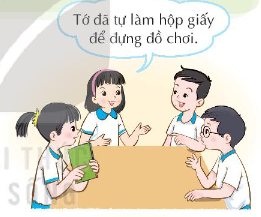 Tớ đã tự làm hộp giấy
để đựng đồ chơi.